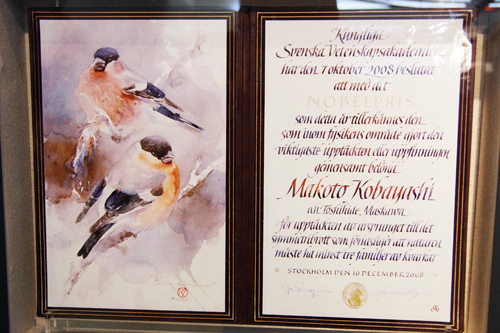 Kungliga
Svenska Vetenskapsakademien
har den 7 oktober 2008 beslutat
att med det
NOBELPRIS
som detta år tillerkännes den
som inom fysikens område gjort den
viktigaste upptäckten eller uppfinningen
gemensamt belöna
Makoto Kobayashi
och Toshihide Maskawa
för upptäckten av ursprunget till det
symmetribrott som förutsäger att naturen
måste ha minst tre familjer av kvarkar
STOCKHOLM DEN 10 DECEMBER 2008